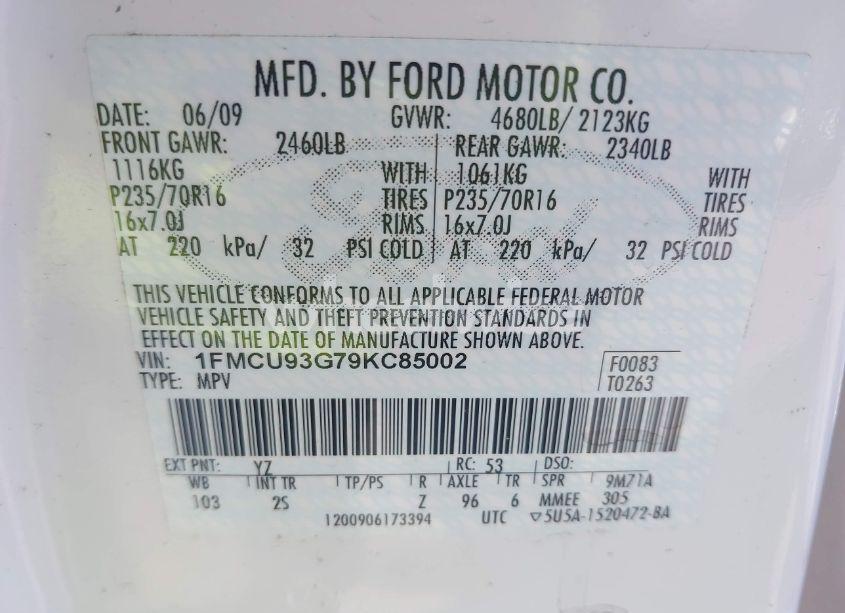 MFD. BY FORD MOTOR CO.
DATE: 06/09 GVWR: 4680LB/ 2123KG
FRONT GAWR: 2460LB REAR GAWR: 2340LB
1116KG WITH 1061KG WITH
P235/70R16 TIRES P235/70R16 TIRES
16x7.0J RIMS 16x7.0J RIMS
AT 220 kPa/ 32 PSI COLD AT 220 kPa/ 32 PSI COLD
THIS VEHICLE CONFORMS TO ALL APPLICABLE FEDERAL MOTOR
VEHICLE SAFETY AND THEFT PREVENTION STANDARDS IN
EFFECT ON THE DATE OF MANUFACTURE SHOWN ABOVE.
VIN: 1FMCU93G79KC85002 F0083
TYPE: MPV T0263
EXT PNT: YZ RC: 53 DSO:
WB INT TR TP/PS R AXLE TR SPR 9M71A
103 2S Z 96 6 MMEE 305
1200906173394 UTC ▽5U5A-1520472-BA